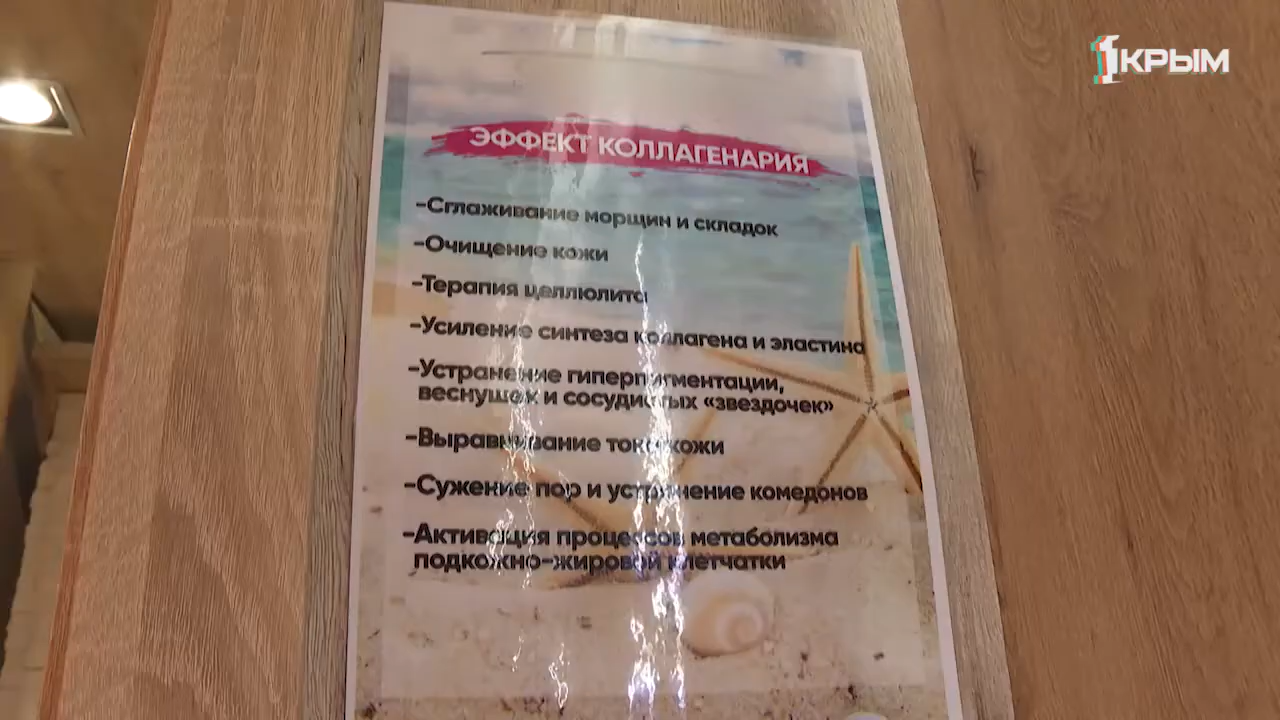 1КРЫМ
ЭФФЕКТ КОЛЛАГЕНАРИЯ
-Сглаживание морщин и складок
-Очищение кожи
-Терапия целлюлита
-Усиление синтеза коллагена и эластина
-Устранение гиперпигментации,
веснушек и сосудистых «звездочек»
-Выравнивание тона кожи
-Сужение пор и устранение комедонов
-Активация процессов метаболизма
подкожно-жировой клетчатки